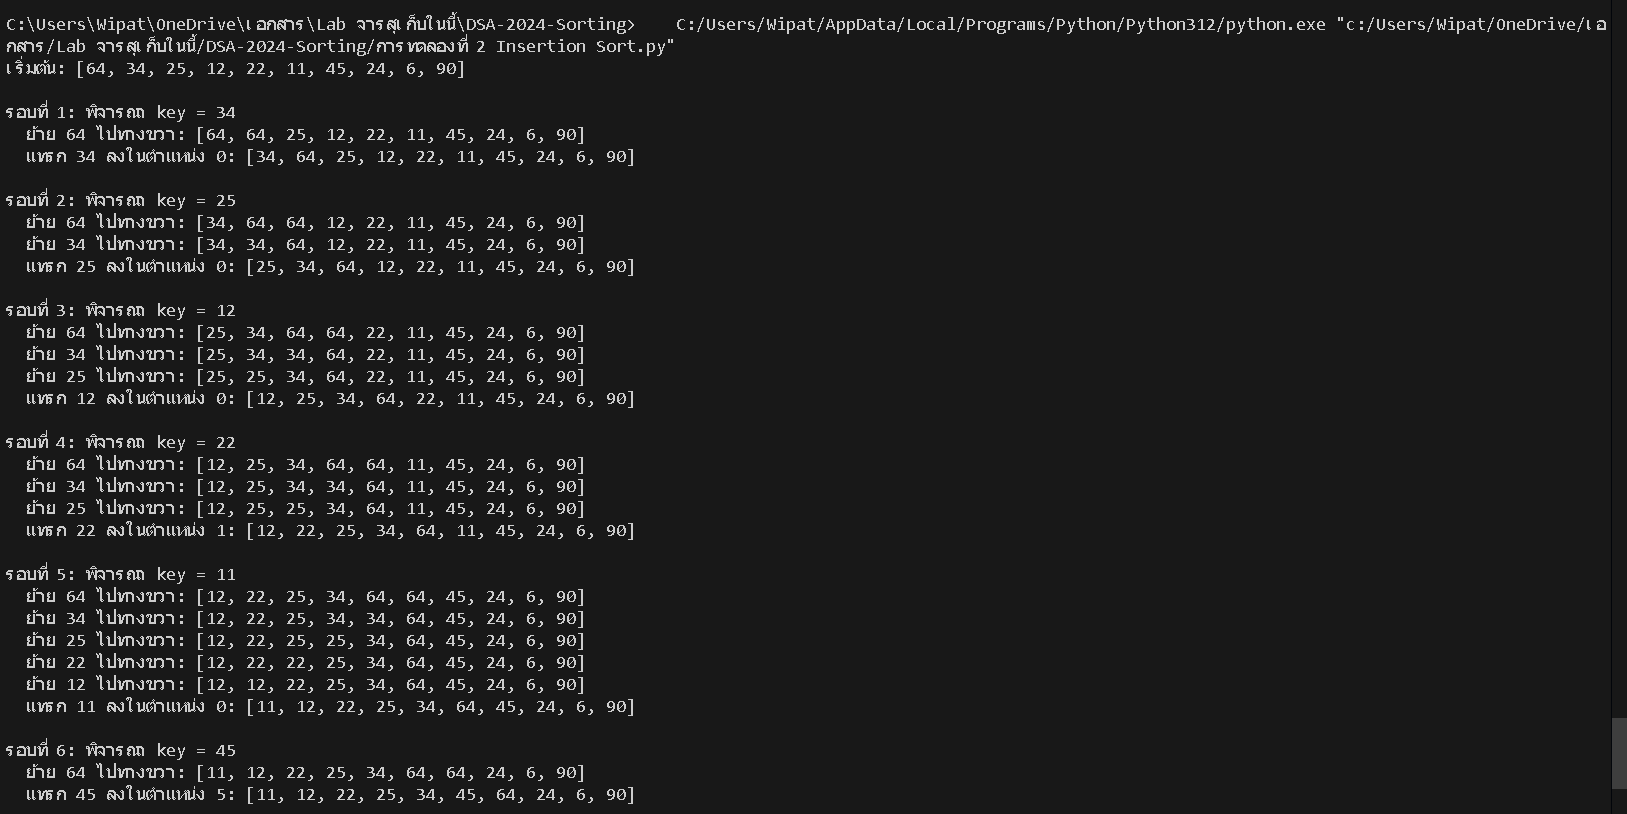 C:\Users\Wipat\OneDrive\เอกสาร\Lab จารสุเก็บในนี้\DSA-2024-Sorting>    C:/Users/Wipat/AppData/Local/Programs/Python/Python312/python.exe "c:/Users/Wipat/OneDrive/เอ
กสาร/Lab จารสุเก็บในนี้/DSA-2024-Sorting/การทดลองที่ 2 Insertion Sort.py"
เริ่มต้น: [64, 34, 25, 12, 22, 11, 45, 24, 6, 90]
รอบที่ 1: พิจารณา key = 34
ย้าย 64 ไปทางขวา: [64, 64, 25, 12, 22, 11, 45, 24, 6, 90]
แทรก 34 ลงในตำแหน่ง 0: [34, 64, 25, 12, 22, 11, 45, 24, 6, 90]
รอบที่ 2: พิจารณา key = 25
ย้าย 64 ไปทางขวา: [34, 64, 64, 12, 22, 11, 45, 24, 6, 90]
ย้าย 34 ไปทางขวา: [34, 34, 64, 12, 22, 11, 45, 24, 6, 90]
แทรก 25 ลงในตำแหน่ง 0: [25, 34, 64, 12, 22, 11, 45, 24, 6, 90]
รอบที่ 3: พิจารณา key = 12
ย้าย 64 ไปทางขวา: [25, 34, 64, 64, 22, 11, 45, 24, 6, 90]
ย้าย 34 ไปทางขวา: [25, 34, 34, 64, 22, 11, 45, 24, 6, 90]
ย้าย 25 ไปทางขวา: [25, 25, 34, 64, 22, 11, 45, 24, 6, 90]
แทรก 12 ลงในตำแหน่ง 0: [12, 25, 34, 64, 22, 11, 45, 24, 6, 90]
รอบที่ 4: พิจารณา key = 22
ย้าย 64 ไปทางขวา: [12, 25, 34, 64, 64, 11, 45, 24, 6, 90]
ย้าย 34 ไปทางขวา: [12, 25, 34, 34, 64, 11, 45, 24, 6, 90]
ย้าย 25 ไปทางขวา: [12, 25, 25, 34, 64, 11, 45, 24, 6, 90]
แทรก 22 ลงในตำแหน่ง 1: [12, 22, 25, 34, 64, 11, 45, 24, 6, 90]
รอบที่ 5: พิจารณา key = 11
ย้าย 64 ไปทางขวา: [12, 22, 25, 34, 64, 64, 45, 24, 6, 90]
ย้าย 34 ไปทางขวา: [12, 22, 25, 34, 34, 64, 45, 24, 6, 90]
ย้าย 25 ไปทางขวา: [12, 22, 25, 25, 34, 64, 45, 24, 6, 90]
ย้าย 22 ไปทางขวา: [12, 22, 22, 25, 34, 64, 45, 24, 6, 90]
ย้าย 12 ไปทางขวา: [12, 12, 22, 25, 34, 64, 45, 24, 6, 90]
แทรก 11 ลงในตำแหน่ง 0: [11, 12, 22, 25, 34, 64, 45, 24, 6, 90]
รอบที่ 6: พิจารณา key = 45
ย้าย 64 ไปทางขวา: [11, 12, 22, 25, 34, 64, 64, 24, 6, 90]
แทรก 45 ลงในตำแหน่ง 5: [11, 12, 22, 25, 34, 45, 64, 24, 6, 90]